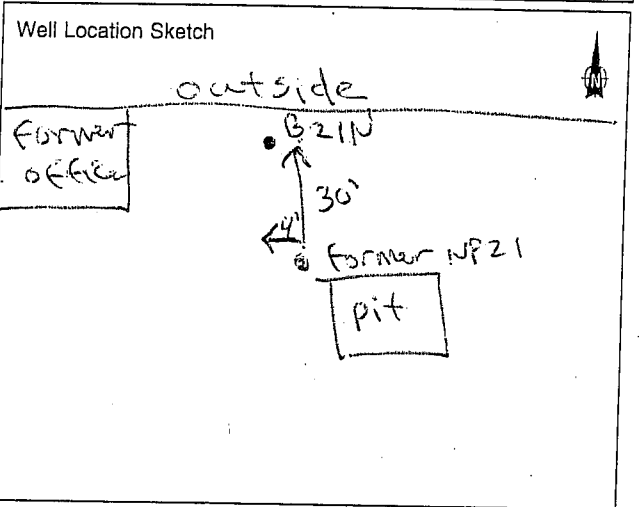 Well Location Sketch
N
outside
Former office
B21N
30'
4'
Former NP21
pit